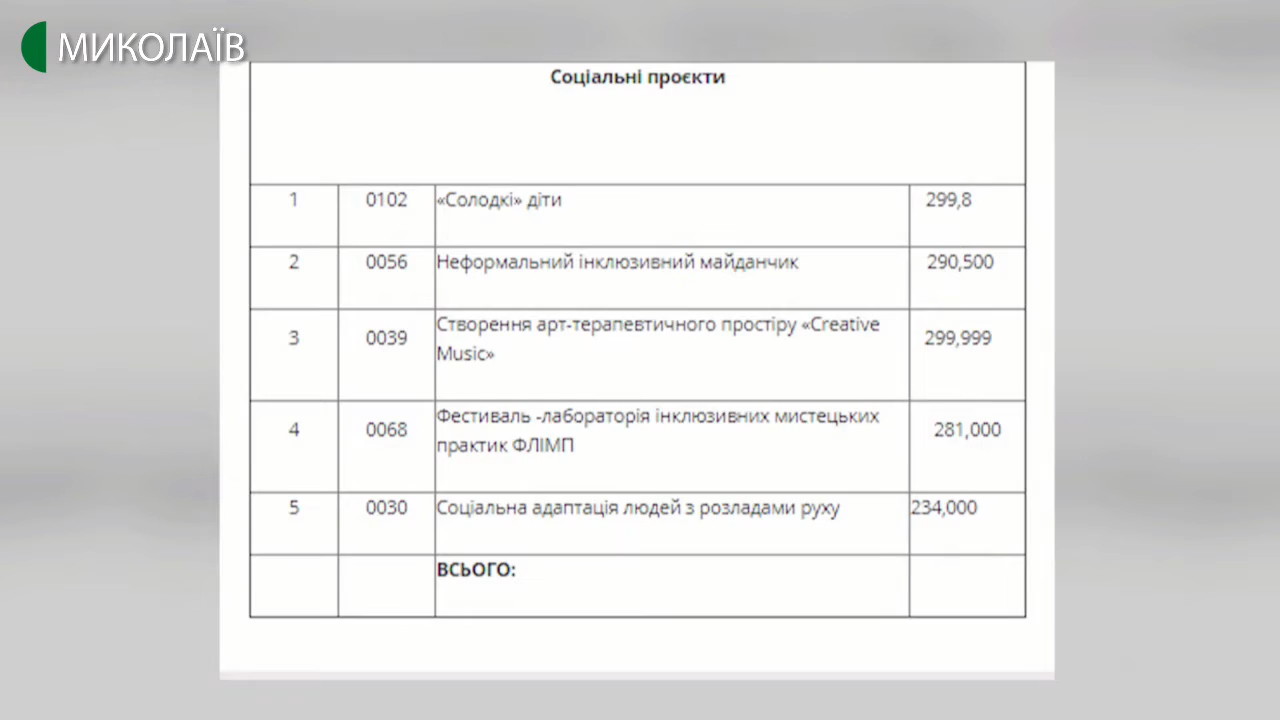 МИКОЛАЇВ
Соціальні проєкти
1 0102 «Солодкі» діти 299,8
2 0056 Неформальний інклюзивний майданчик 290,500
3 0039 Створення арт-терапевтичного простіру «Creative Music» 299,999
4 0068 Фестиваль -лабораторія інклюзивних мистецьких практик ФЛІМП 281,000
5 0030 Соціальна адаптація людей з розладами руху 234,000
ВСЬОГО: